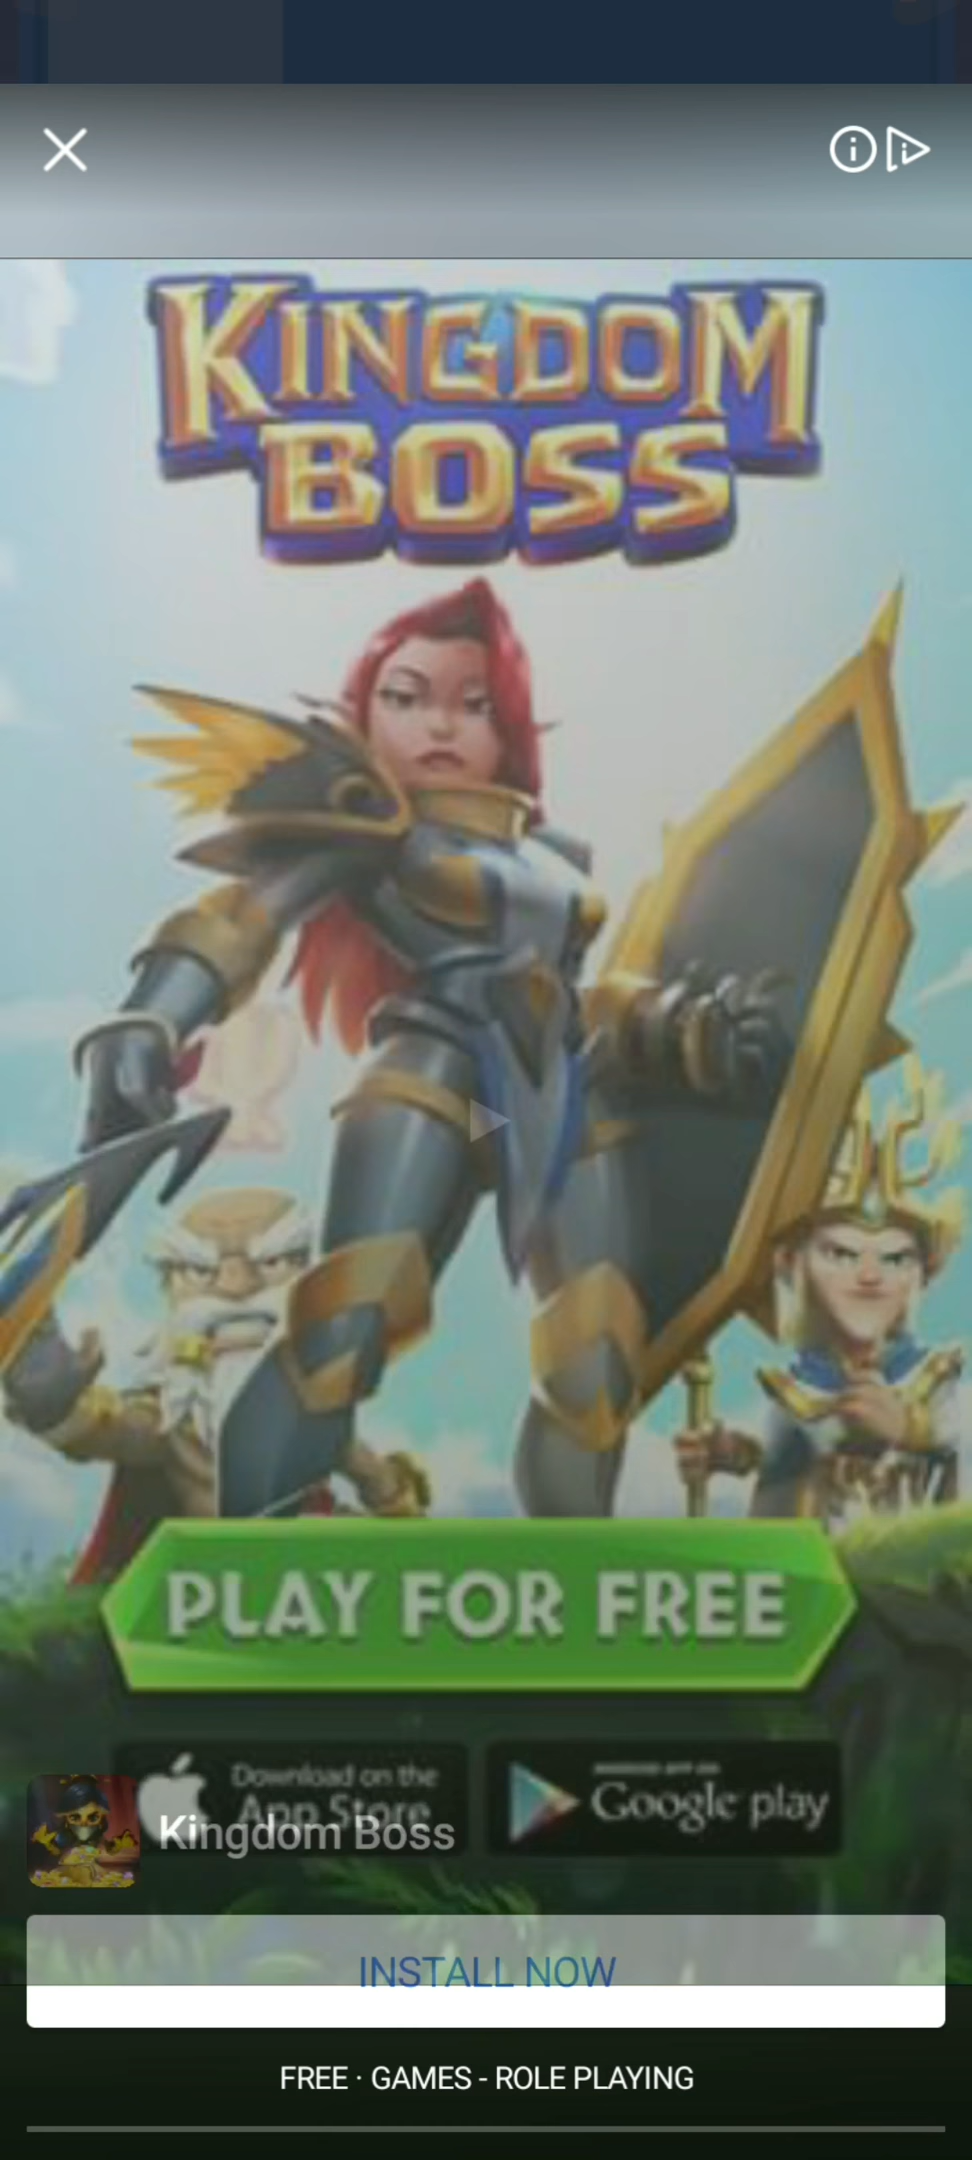 KINGDOM
BOSS
PLAY FOR FREE
Download on the
App Store
Google play
Kingdom Boss
INSTALL NOW
FREE · GAMES - ROLE PLAYING